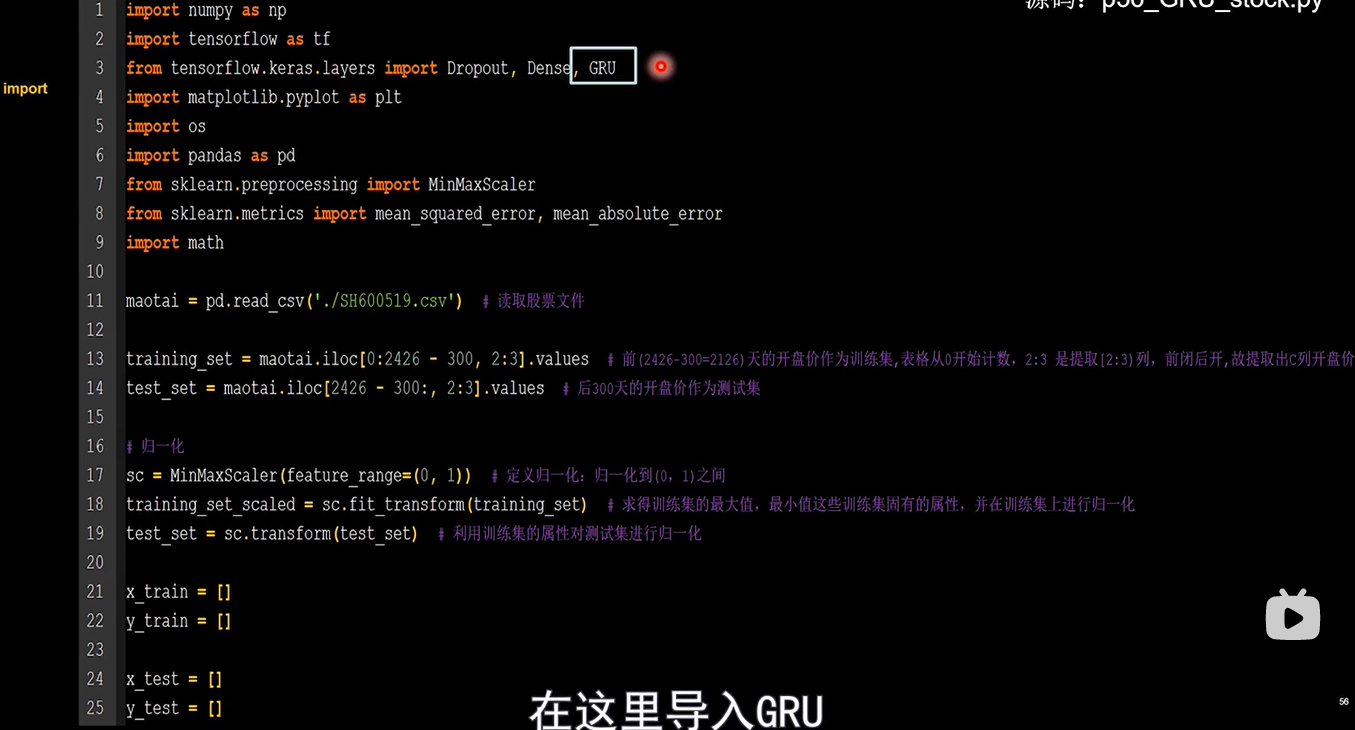 源码：p56_GRU_stock.py
import
1 import numpy as np
2 import tensorflow as tf
3 from tensorflow.keras.layers import Dropout, Dense, GRU
4 import matplotlib.pyplot as plt
5 import os
6 import pandas as pd
7 from sklearn.preprocessing import MinMaxScaler
8 from sklearn.metrics import mean_squared_error, mean_absolute_error
9 import math
10
11 maotai = pd.read_csv('./SH600519.csv')  # 读取股票文件
12
13 training_set = maotai.iloc[0:2426 - 300, 2:3].values  # 前(2426-300=2126)天的开盘价作为训练集,表格从0开始计数，2:3 是提取[2:3)列，前闭后开,故提取出C列开盘价
14 test_set = maotai.iloc[2426 - 300:, 2:3].values  # 后300天的开盘价作为测试集
15
16 # 归一化
17 sc = MinMaxScaler(feature_range=(0, 1))  # 定义归一化：归一化到(0，1)之间
18 training_set_scaled = sc.fit_transform(training_set)  # 求得训练集的最大值，最小值这些训练集固有的属性，并在训练集上进行归一化
19 test_set = sc.transform(test_set)  # 利用训练集的属性对测试集进行归一化
20
21 x_train = []
22 y_train = []
23
24 x_test = []
25 y_test = []
56
在这里导入GRU